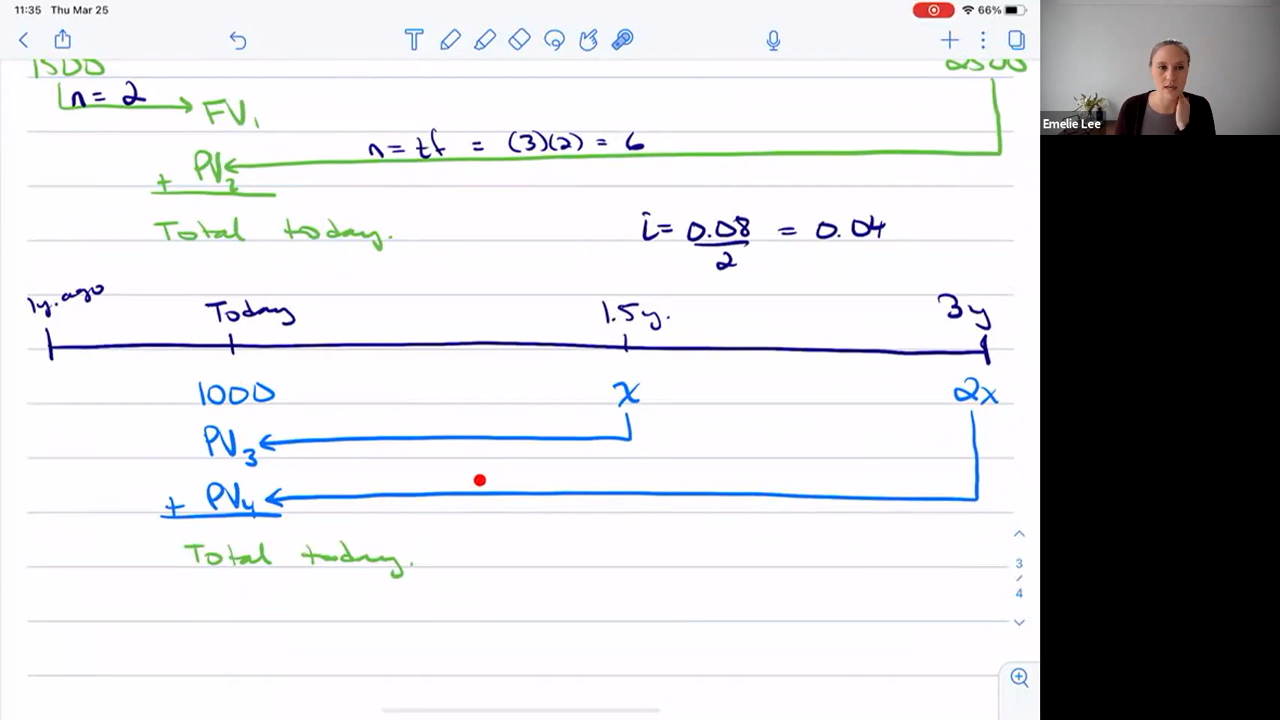 11:35 Thu Mar 25
66%
1500
2500
n = 2
FV1
n = tf = (3)(2) = 6
+ PV2
Total today.
i = 0.08 / 2 = 0.04
1y. ago
Today
1.5y.
3y
1000
x
2x
PV3
+ PV4
Total today.
3
/
4
Emelie Lee